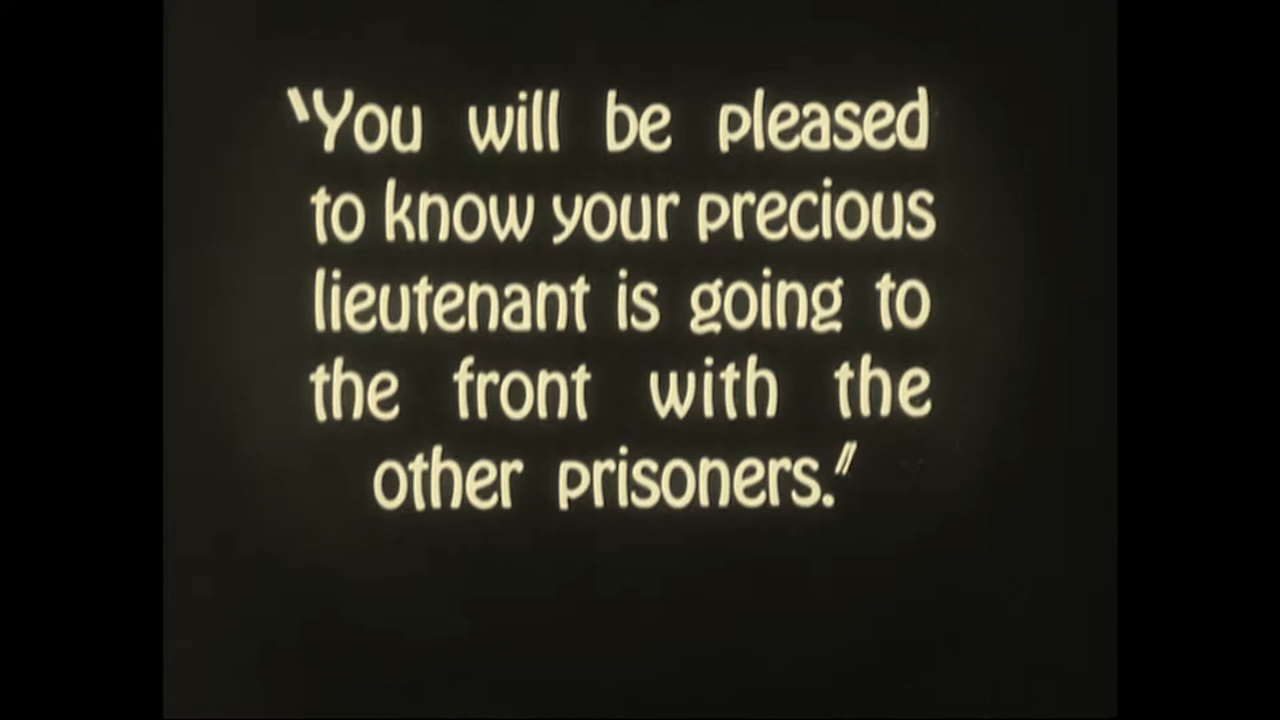 "You will be pleased
to know your precious
lieutenant is going to
the front with the
other prisoners."